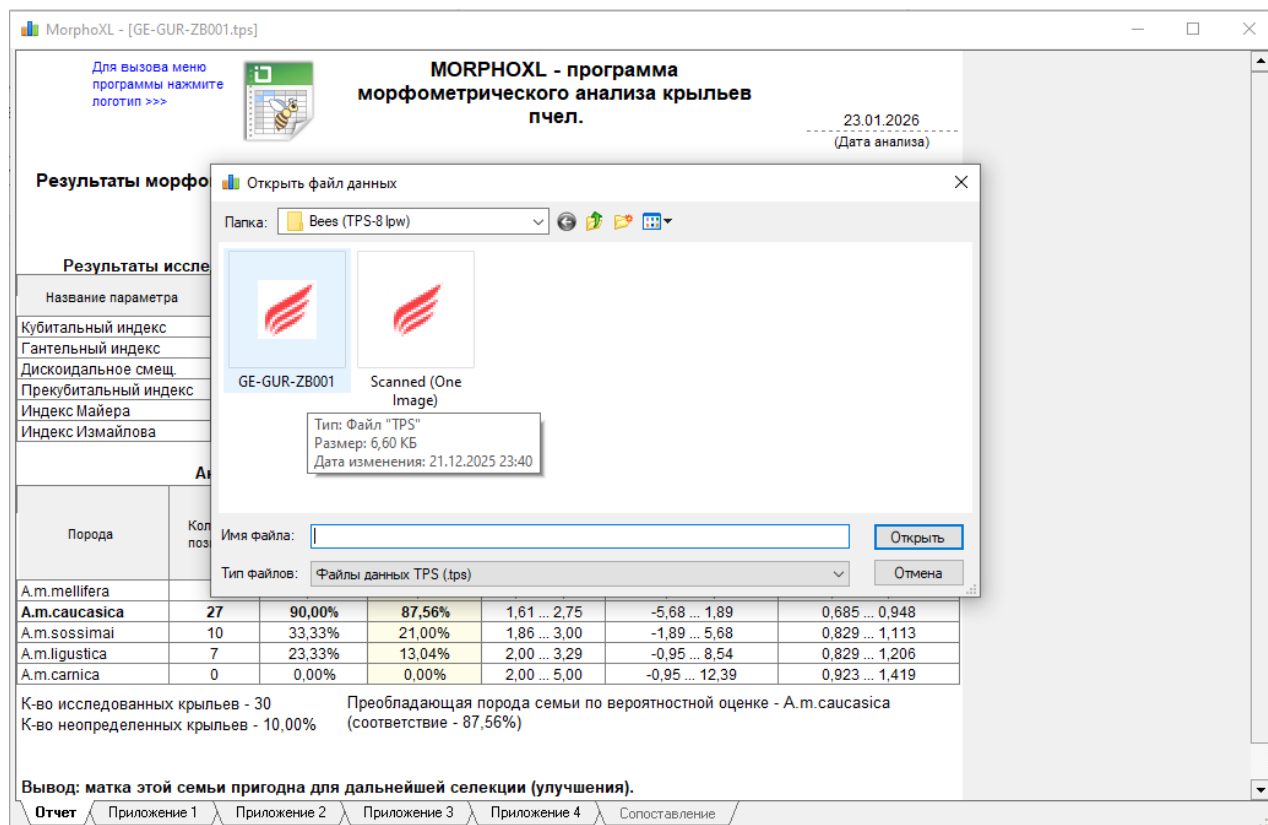 MorphoXL - [GE-GUR-ZB001.tps]
Для вызова меню
программы нажмите
логотип >>>
MORPHOXL - программа
морфометрического анализа крыльев
пчел.
23.01.2026
(Дата анализа)
Результаты морфо
Открыть файл данных
Папка: Bees (TPS-8 lpw)
GE-GUR-ZB001
Scanned (One
Image)
Тип: Файл "TPS"
Размер: 6,60 КБ
Дата изменения: 21.12.2025 23:40
Имя файла:
Открыть
Тип файлов: Файлы данных TPS (.tps)
Отмена
Результаты иссле
Название параметра
Кубитальный индекс
Гантельный индекс
Дискоидальное смещ.
Прекубитальный индекс
Индекс Майера
Индекс Измайлова
Ан
Порода
Кол
пози
A.m.mellifera
A.m.caucasica 27 90,00% 87,56% 1,61 ... 2,75 -5,68 ... 1,89 0,685 ... 0,948
A.m.sossimai 10 33,33% 21,00% 1,86 ... 3,00 -1,89 ... 5,68 0,829 ... 1,113
A.m.ligustica 7 23,33% 13,04% 2,00 ... 3,29 -0,95 ... 8,54 0,829 ... 1,206
A.m.carnica 0 0,00% 0,00% 2,00 ... 5,00 -0,95 ... 12,39 0,923 ... 1,419
К-во исследованных крыльев - 30
К-во неопределенных крыльев - 10,00%
Преобладающая порода семьи по вероятностной оценке - A.m.caucasica
(соответствие - 87,56%)
Вывод: матка этой семьи пригодна для дальнейшей селекции (улучшения).
Отчет Приложение 1 Приложение 2 Приложение 3 Приложение 4 Сопоставление